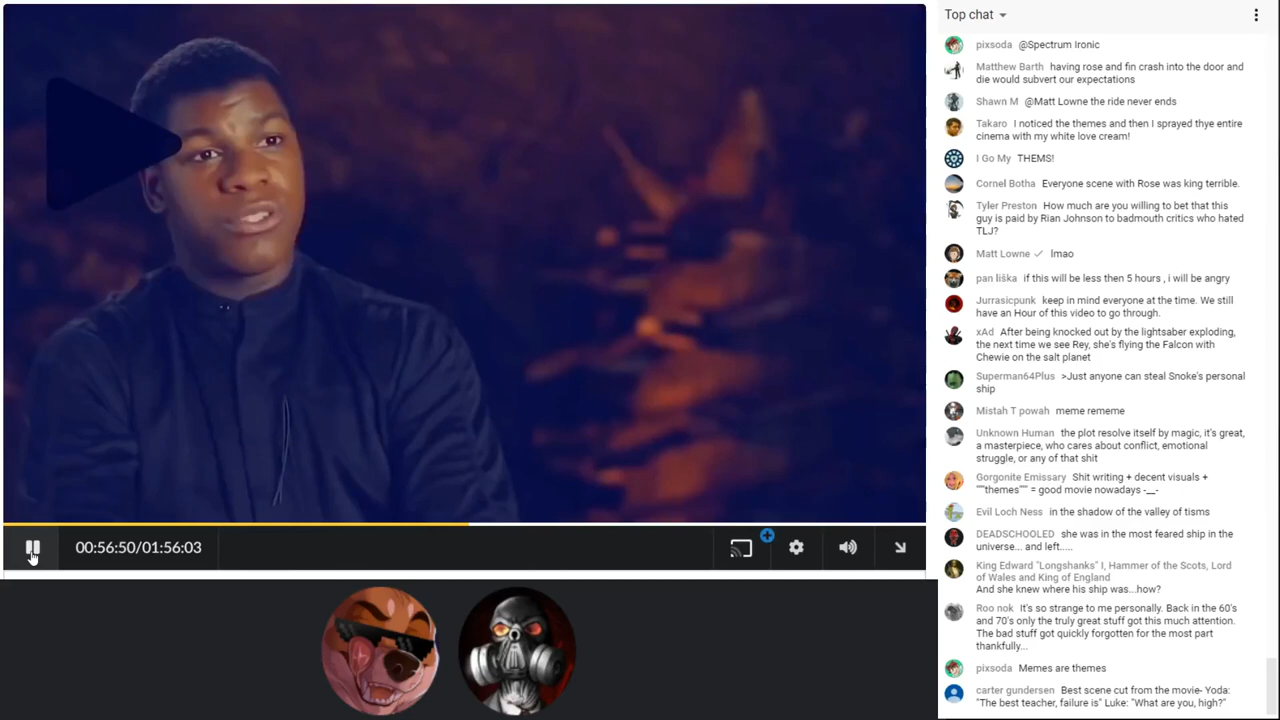 Top chat
pixsoda @Spectrum Ironic
Matthew Barth having rose and fin crash into the door and
die would subvert our expectations
Shawn M @Matt Lowne the ride never ends
Takaro I noticed the themes and then I sprayed thye entire
cinema with my white love cream!
I Go My THEMS!
Cornel Botha Everyone scene with Rose was king terrible.
Tyler Preston How much are you willing to bet that this
guy is paid by Rian Johnson to badmouth critics who hated
TLJ?
Matt Lowne lmao
pan liška if this will be less then 5 hours , i will be angry
Jurrasicpunk keep in mind everyone at the time. We still
have an Hour of this video to go through.
xAd After being knocked out by the lightsaber exploding,
the next time we see Rey, she's flying the Falcon with
Chewie on the salt planet
Superman64Plus >Just anyone can steal Snoke's personal
ship
Mistah T powah meme rememe
Unknown Human the plot resolve itself by magic, it's great,
a masterpiece, who cares about conflict, emotional
struggle, or any of that shit
Gorgonite Emissary Shit writing + decent visuals +
"""themes""" = good movie nowadays -__-
Evil Loch Ness in the shadow of the valley of tisms
DEADSCHOOLED she was in the most feared ship in the
universe... and left.....
King Edward "Longshanks" I, Hammer of the Scots, Lord
of Wales and King of England
And she knew where his ship was...how?
Roo nok It's so strange to me personally. Back in the 60's
and 70's only the truly great stuff got this much attention.
The bad stuff got quickly forgotten for the most part
thankfully...
pixsoda Memes are themes
carter gundersen Best scene cut from the movie- Yoda:
"The best teacher, failure is" Luke: "What are you, high?"
00:56:50/01:56:03